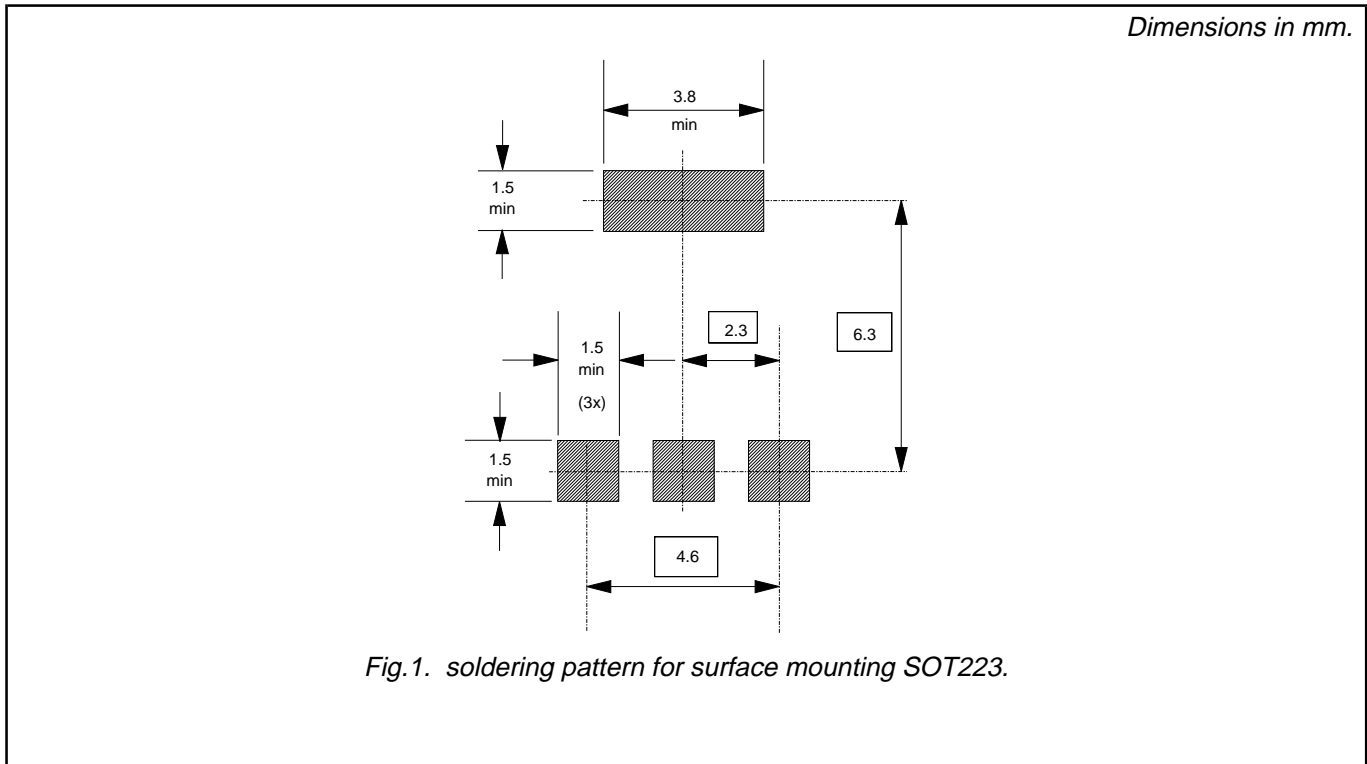 Dimensions in mm.
3.8
min
1.5
min
2.3
6.3
1.5
min
(3x)
1.5
min
4.6
Fig.1. soldering pattern for surface mounting SOT223.